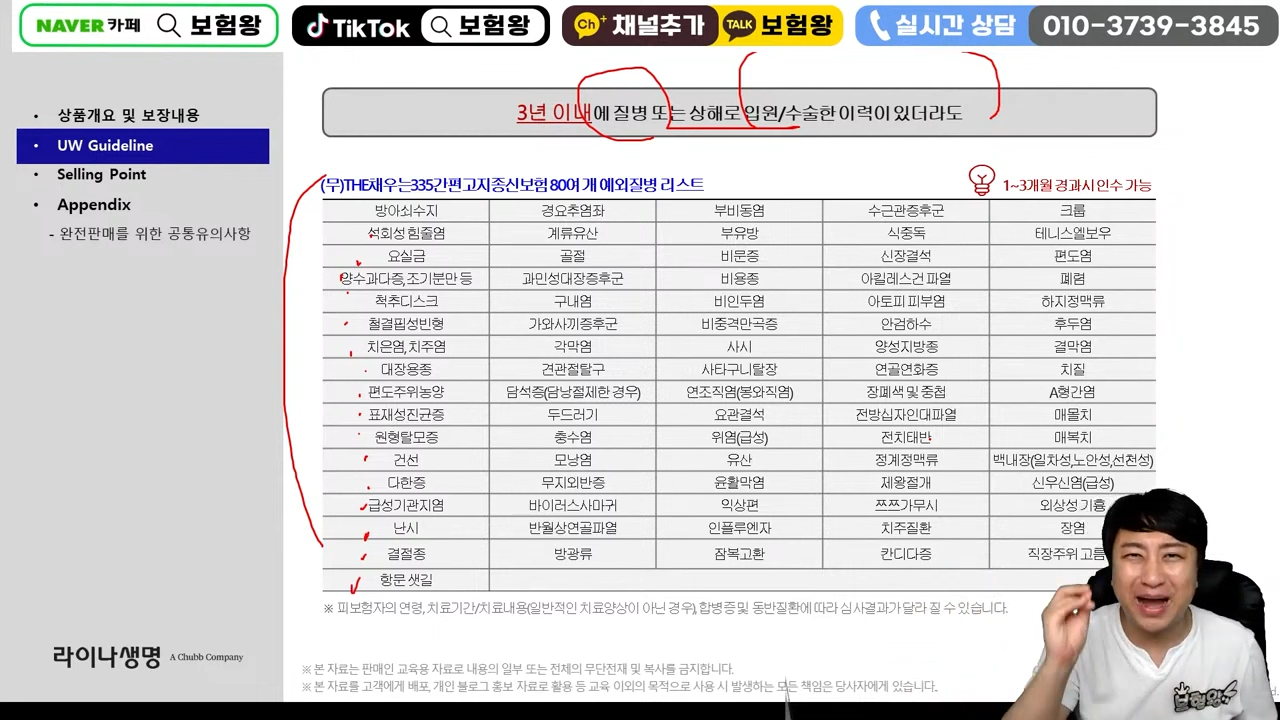 NAVER 카페 보험왕 TikTok 보험왕 Ch+ 채널추가 TALK 보험왕 실시간 상담 010-3739-3845
• 상품개요 및 보장내용
• UW Guideline
• Selling Point
• Appendix
- 완전판매를 위한 공통유의사항
3년 이내에 질병 또는 상해로 입원/수술한 이력이 있더라도
(무)THE채우는335간편고지종신보험 80여 개 예외질병 리스트
1~3개월 경과시 인수 가능
방아쇠수지 경요추염좌 부비동염 수근관증후군 크룹
석회성 힘줄염 계류유산 부유방 식중독 테니스엘보우
요실금 골절 비문증 신장결석 편도염
양수과다증, 조기분만 등 과민성대장증후군 비용종 아킬레스건 파열 폐렴
척추디스크 구내염 비인두염 아토피 피부염 하지정맥류
철결핍성빈혈 가와사끼증후군 비중격만곡증 안검하수 후두염
치은염, 치주염 각막염 사시 양성지방종 결막염
대장용종 견관절탈구 사타구니탈장 연골연화증 치질
편도주위농양 담석증(담낭절제한 경우) 연조직염(봉와직염) 장폐색 및 중첩 A형간염
표재성진균증 두드러기 요관결석 전방십자인대파열 매몰치
원형탈모증 충수염 위염(급성) 전치태반 매복치
건선 모낭염 유산 정계정맥류 백내장(일차성,노안성,선천성)
다한증 무지외반증 윤활막염 제왕절개 신우신염(급성)
급성기관지염 바이러스사마귀 익상편 쯔쯔가무시 외상성 기흉
난시 반월상연골파열 인플루엔자 치주질환 장염
결절종 방광류 잠복고환 칸디다증 직장주위 고름
항문 샛길
※ 피보험자의 연령, 치료기간/치료내용(일반적인 치료양상이 아닌 경우), 합병증 및 동반질환에 따라 심사결과가 달라 질 수 있습니다.
라이나생명 A Chubb Company
※ 본 자료는 판매인 교육용 자료로 내용의 일부 또는 전체의 무단전재 및 복사를 금지합니다.
※ 본 자료를 고객에게 배포, 개인 블로그 홍보 자료로 활용 등 교육 이외의 목적으로 사용 시 발생하는 모든 책임은 당사자에게 있습니다.
보험왕